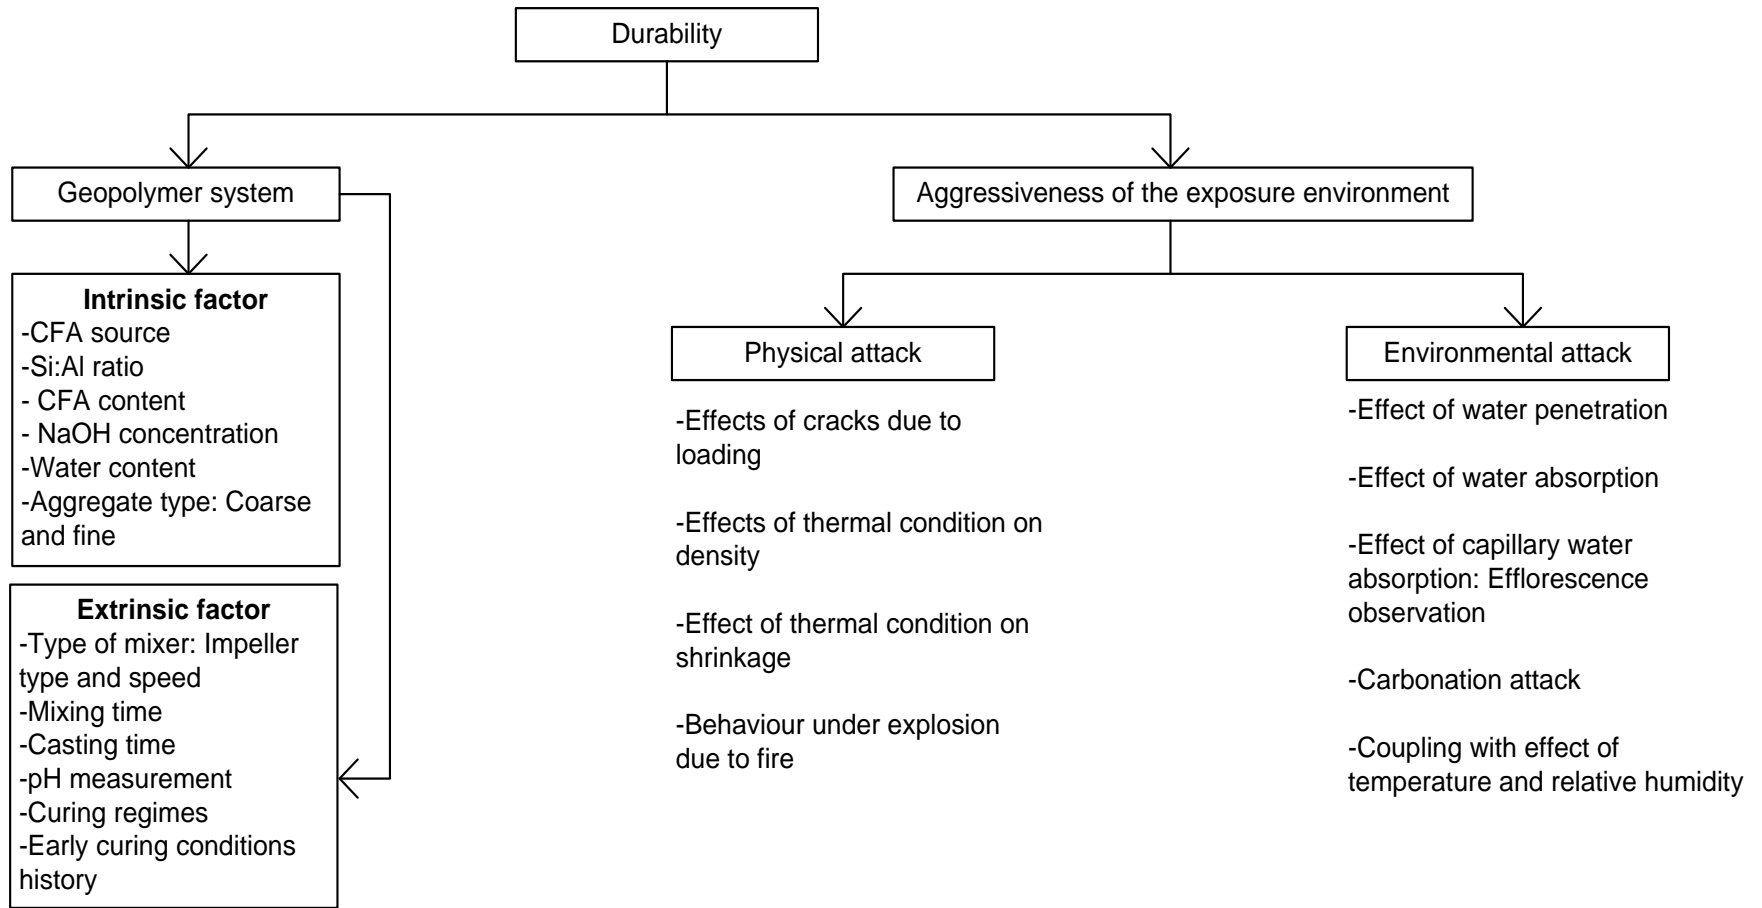 Durability
Geopolymer system
Aggressiveness of the exposure environment
Intrinsic factor
-CFA source
-Si:Al ratio
- CFA content
- NaOH concentration
-Water content
-Aggregate type: Coarse
and fine
Extrinsic factor
-Type of mixer: Impeller
type and speed
-Mixing time
-Casting time
-pH measurement
-Curing regimes
-Early curing conditions
history
Physical attack
-Effects of cracks due to
loading
-Effects of thermal condition on
density
-Effect of thermal condition on
shrinkage
-Behaviour under explosion
due to fire
Environmental attack
-Effect of water penetration
-Effect of water absorption
-Effect of capillary water
absorption: Efflorescence
observation
-Carbonation attack
-Coupling with effect of
temperature and relative humidity